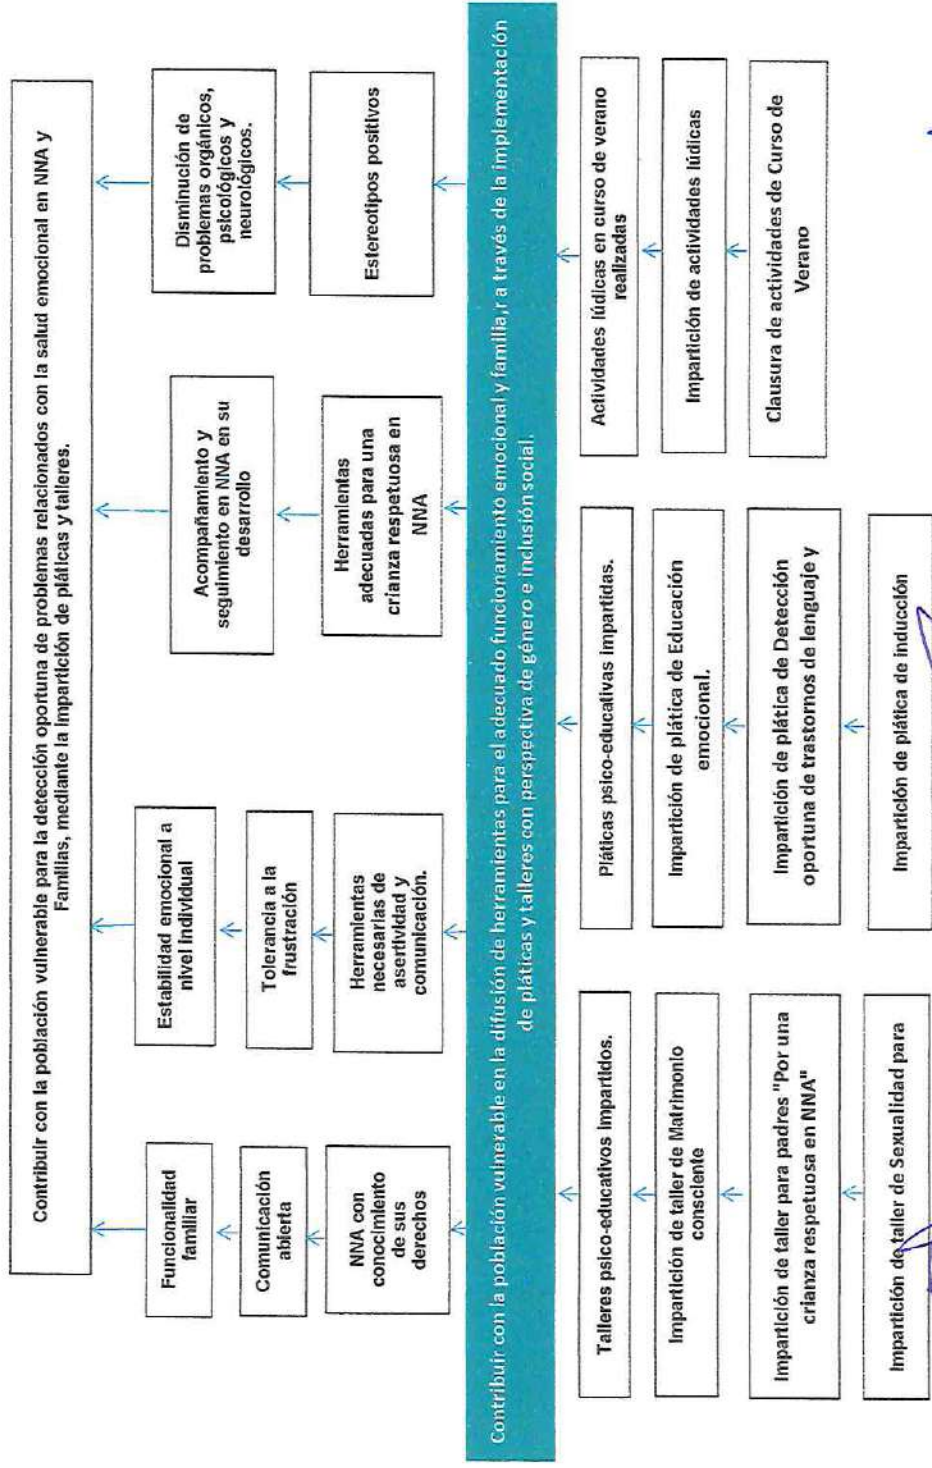 Contribuir con la población vulnerable para la detección oportuna de problemas relacionados con la salud emocional en NNA y
Familias, mediante la impartición de pláticas y talleres.
Funcionalidad
familiar
Comunicación
abierta
NNA con
conocimiento
de sus
derechos
Estabilidad emocional a
nivel individual
Tolerancia a la
frustración
Herramientas
necesarias de
asertividad y
comunicación.
Acompañamiento y
seguimiento en NNA en su
desarrollo
Herramientas
adecuadas para una
crianza respetuosa en
NNA
Disminución de
problemas orgánicos,
psicológicos y
neurológicos.
Estereotipos positivos
Contribuir con la población vulnerable en la difusión de herramientas para el adecuado funcionamiento emocional y familia,r a través de la implementación
de pláticas y talleres con perspectiva de género e inclusión social.
Talleres psico-educativos impartidos.
Impartición de taller de Matrimonio
consciente
Impartición de taller para padres "Por una
crianza respetuosa en NNA"
Impartición de taller de Sexualidad para
Pláticas psico-educativas impartidas.
Impartición de plática de Educación
emocional.
Impartición de plática de Detección
oportuna de trastornos de lenguaje y
Impartición de plática de inducción
Actividades lúdicas en curso de verano
realizadas
Impartición de actividades lúdicas
Clausura de actividades de Curso de
Verano